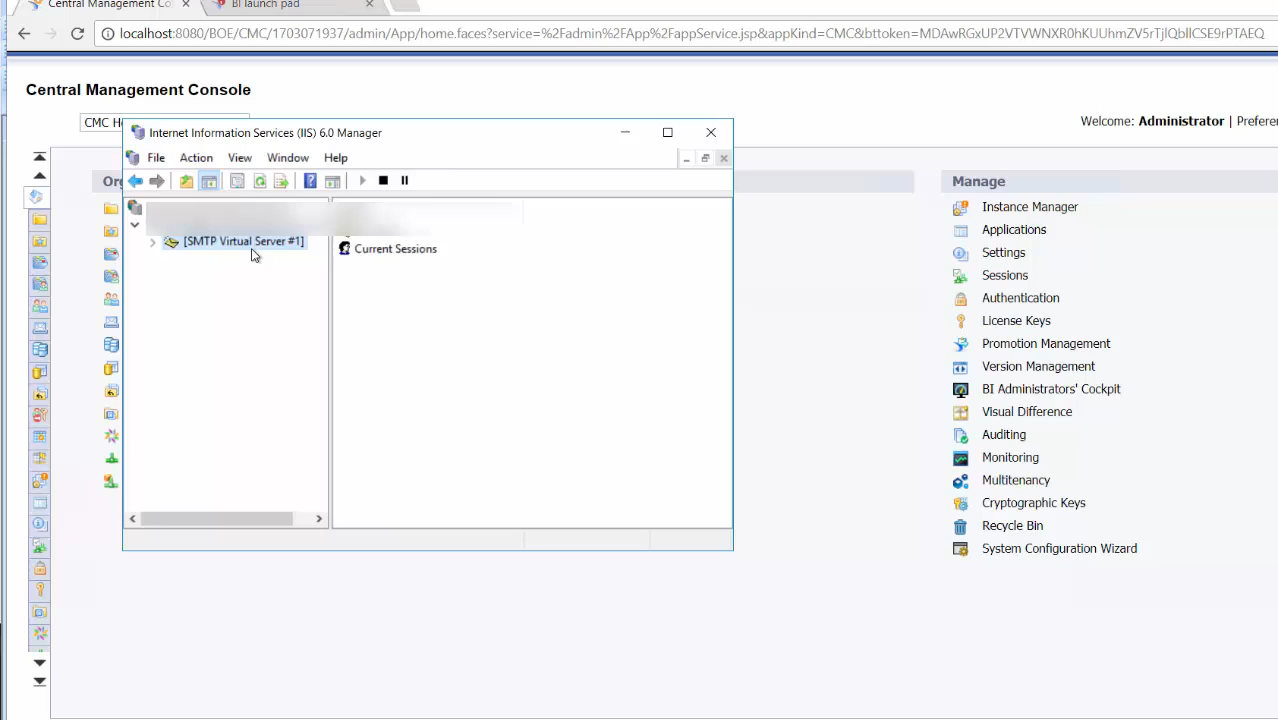 Central Management Co
BI launch pad
localhost:8080/BOE/CMC/1703071937/admin/App/home.faces?service=%2Fadmin%2FApp%2FappService.jsp&appKind=CMC&bttoken=MDAwRGxUP2VTVWNXR0hKUUhmZV5rTjlQbllCSE9rPTAEQ
Central Management Console
CMC H
Welcome: Administrator | Prefere
Internet Information Services (IIS) 6.0 Manager
File Action View Window Help
Org
[SMTP Virtual Server #1]
Current Sessions
Manage
Instance Manager
Applications
Settings
Sessions
Authentication
License Keys
Promotion Management
Version Management
BI Administrators' Cockpit
Visual Difference
Auditing
Monitoring
Multitenancy
Cryptographic Keys
Recycle Bin
System Configuration Wizard